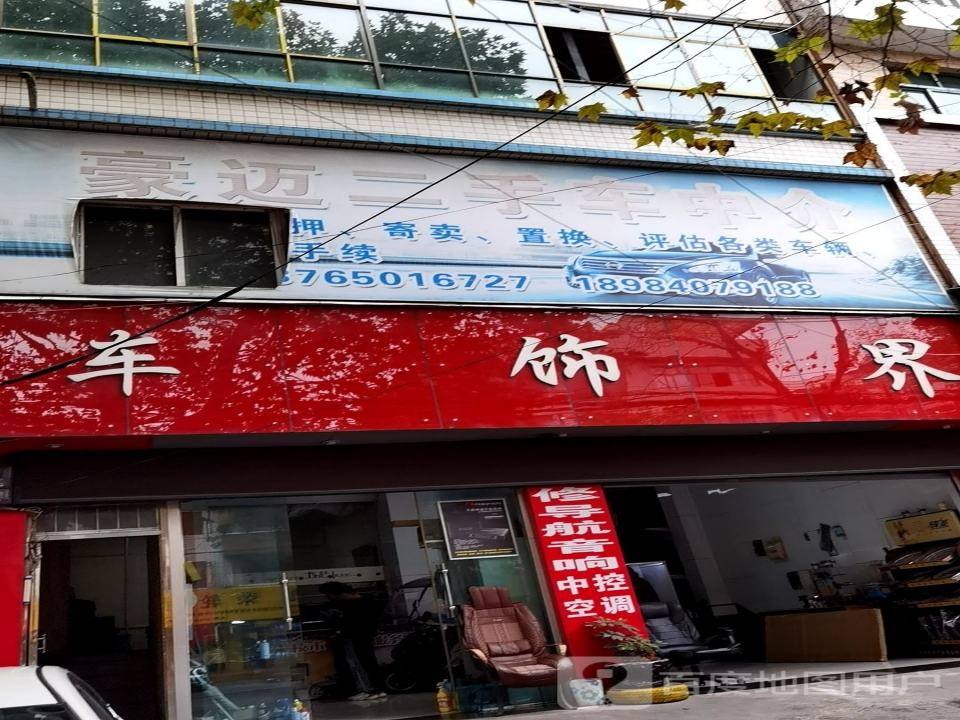 豪迈二手车中介
押、寄卖、置换、评估各类车辆、
手续
8765016727 18984079188
车饰界
修导航音响
中控
空调
百度地图用户